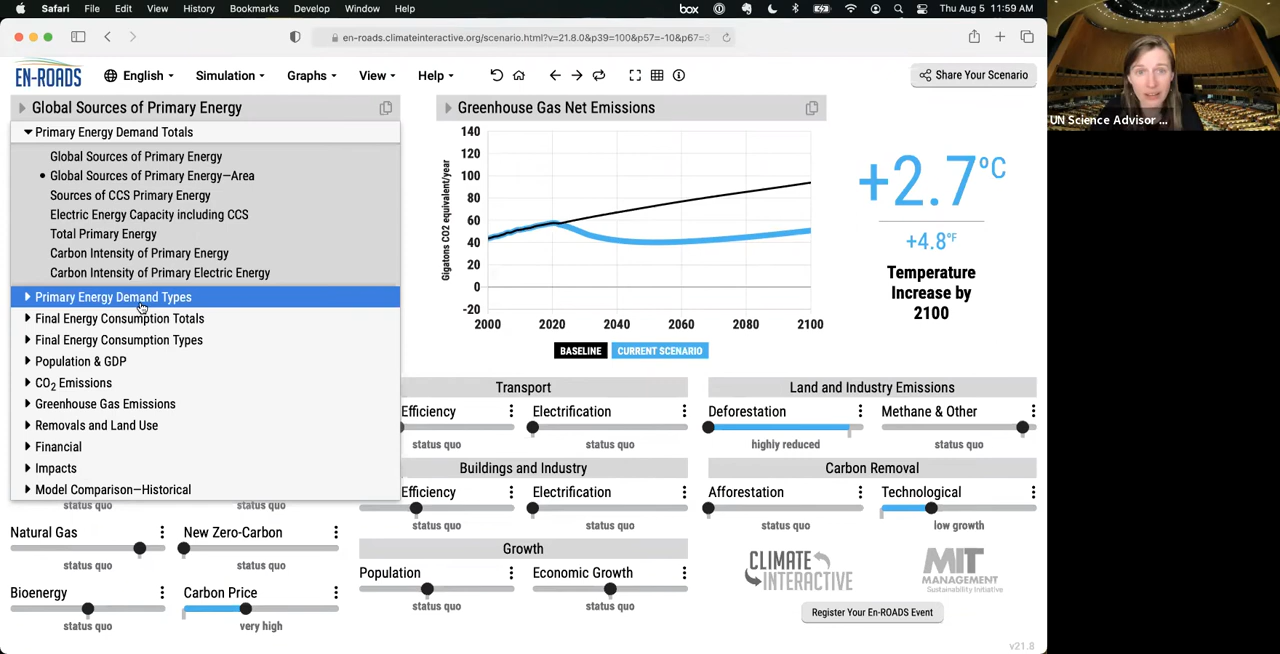 Safari File Edit View History Bookmarks Develop Window Help
box
Thu Aug 5 11:59 AM
en-roads.climateinteractive.org/scenario.html?v=21.8.0&p39=100&p57=-10&p67=3
EN-ROADS
English Simulation Graphs View Help
Share Your Scenario
Global Sources of Primary Energy
Primary Energy Demand Totals
Global Sources of Primary Energy
Global Sources of Primary Energy—Area
Sources of CCS Primary Energy
Electric Energy Capacity including CCS
Total Primary Energy
Carbon Intensity of Primary Energy
Carbon Intensity of Primary Electric Energy
Primary Energy Demand Types
Final Energy Consumption Totals
Final Energy Consumption Types
Population & GDP
CO2 Emissions
Greenhouse Gas Emissions
Removals and Land Use
Financial
Impacts
Model Comparison—Historical
Greenhouse Gas Net Emissions
Gigatons CO2 equivalent/year
140
120
100
80
60
40
20
0
-20
2000 2020 2040 2060 2080 2100
BASELINE CURRENT SCENARIO
+2.7°C
+4.8°F
Temperature
Increase by
2100
UN Science Advisor ...
status quo status quo
Natural Gas New Zero-Carbon
status quo status quo
Bioenergy Carbon Price
status quo very high
Transport
Efficiency Electrification
status quo status quo
Buildings and Industry
Efficiency Electrification
status quo status quo
Growth
Population Economic Growth
status quo status quo
Land and Industry Emissions
Deforestation Methane & Other
highly reduced status quo
Carbon Removal
Afforestation Technological
status quo low growth
CLIMATE
INTERACTIVE
MIT
MANAGEMENT
Sustainability Initiative
Register Your En-ROADS Event
v21.8